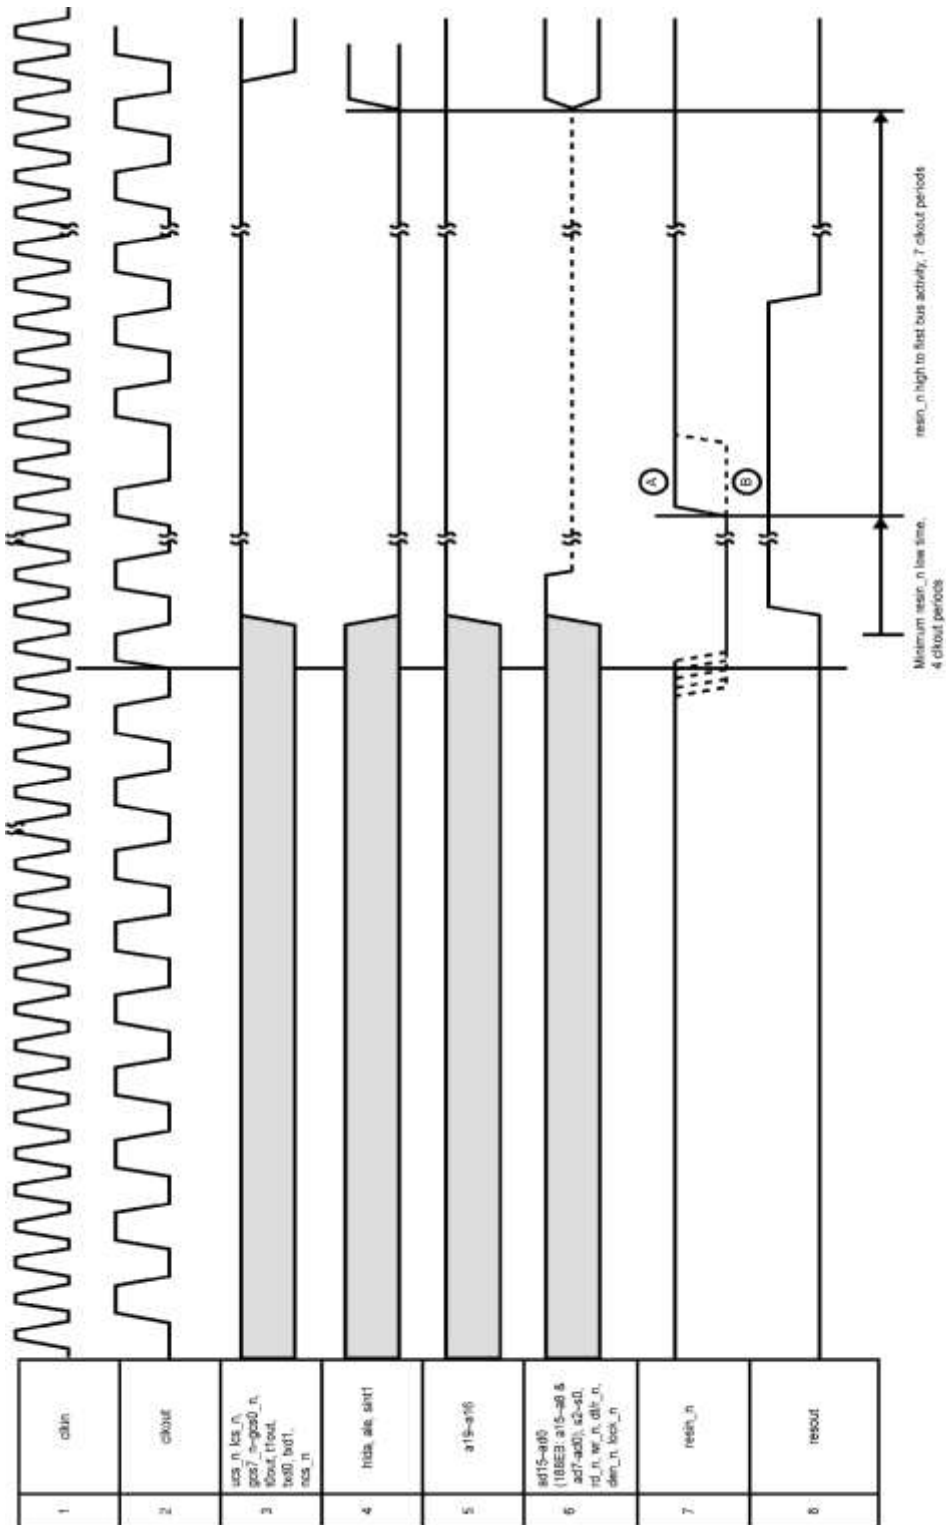 1
clkin
2
clkout
3
ucs_n, lcs_n,
gcs7_n-gcs0_n,
t0out, t1out,
txd0, txd1,
ncs_n
4
hlda, ale, sint1
5
a19–a16
6
ad15–ad0
(188EB: a15–a8 &
ad7-ad0), s2–s0,
rd_n, wr_n, dt/r_n,
den_n, lock_n
7
resin_n
8
resout
A
B
Minimum resin_n low time,
4 clkout periods
resin_n high to first bus activity, 7 clkout periods